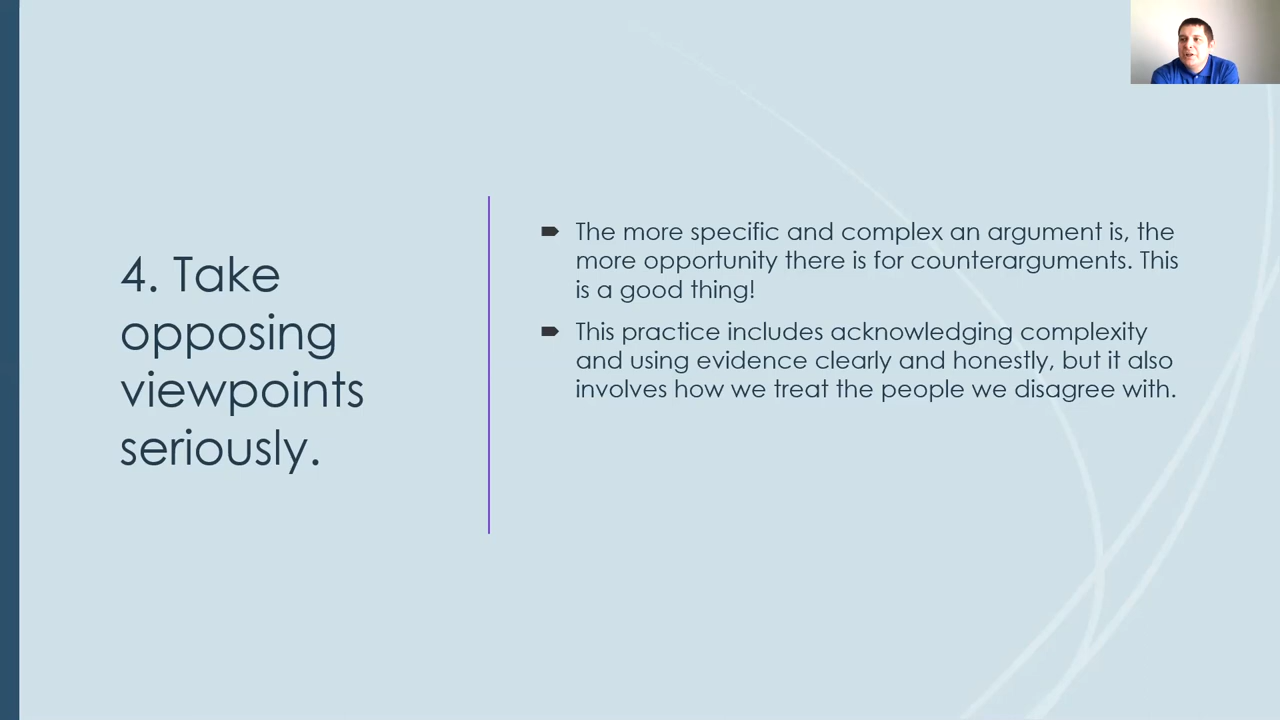 4. Take
opposing
viewpoints
seriously.
The more specific and complex an argument is, the
more opportunity there is for counterarguments. This
is a good thing!
This practice includes acknowledging complexity
and using evidence clearly and honestly, but it also
involves how we treat the people we disagree with.